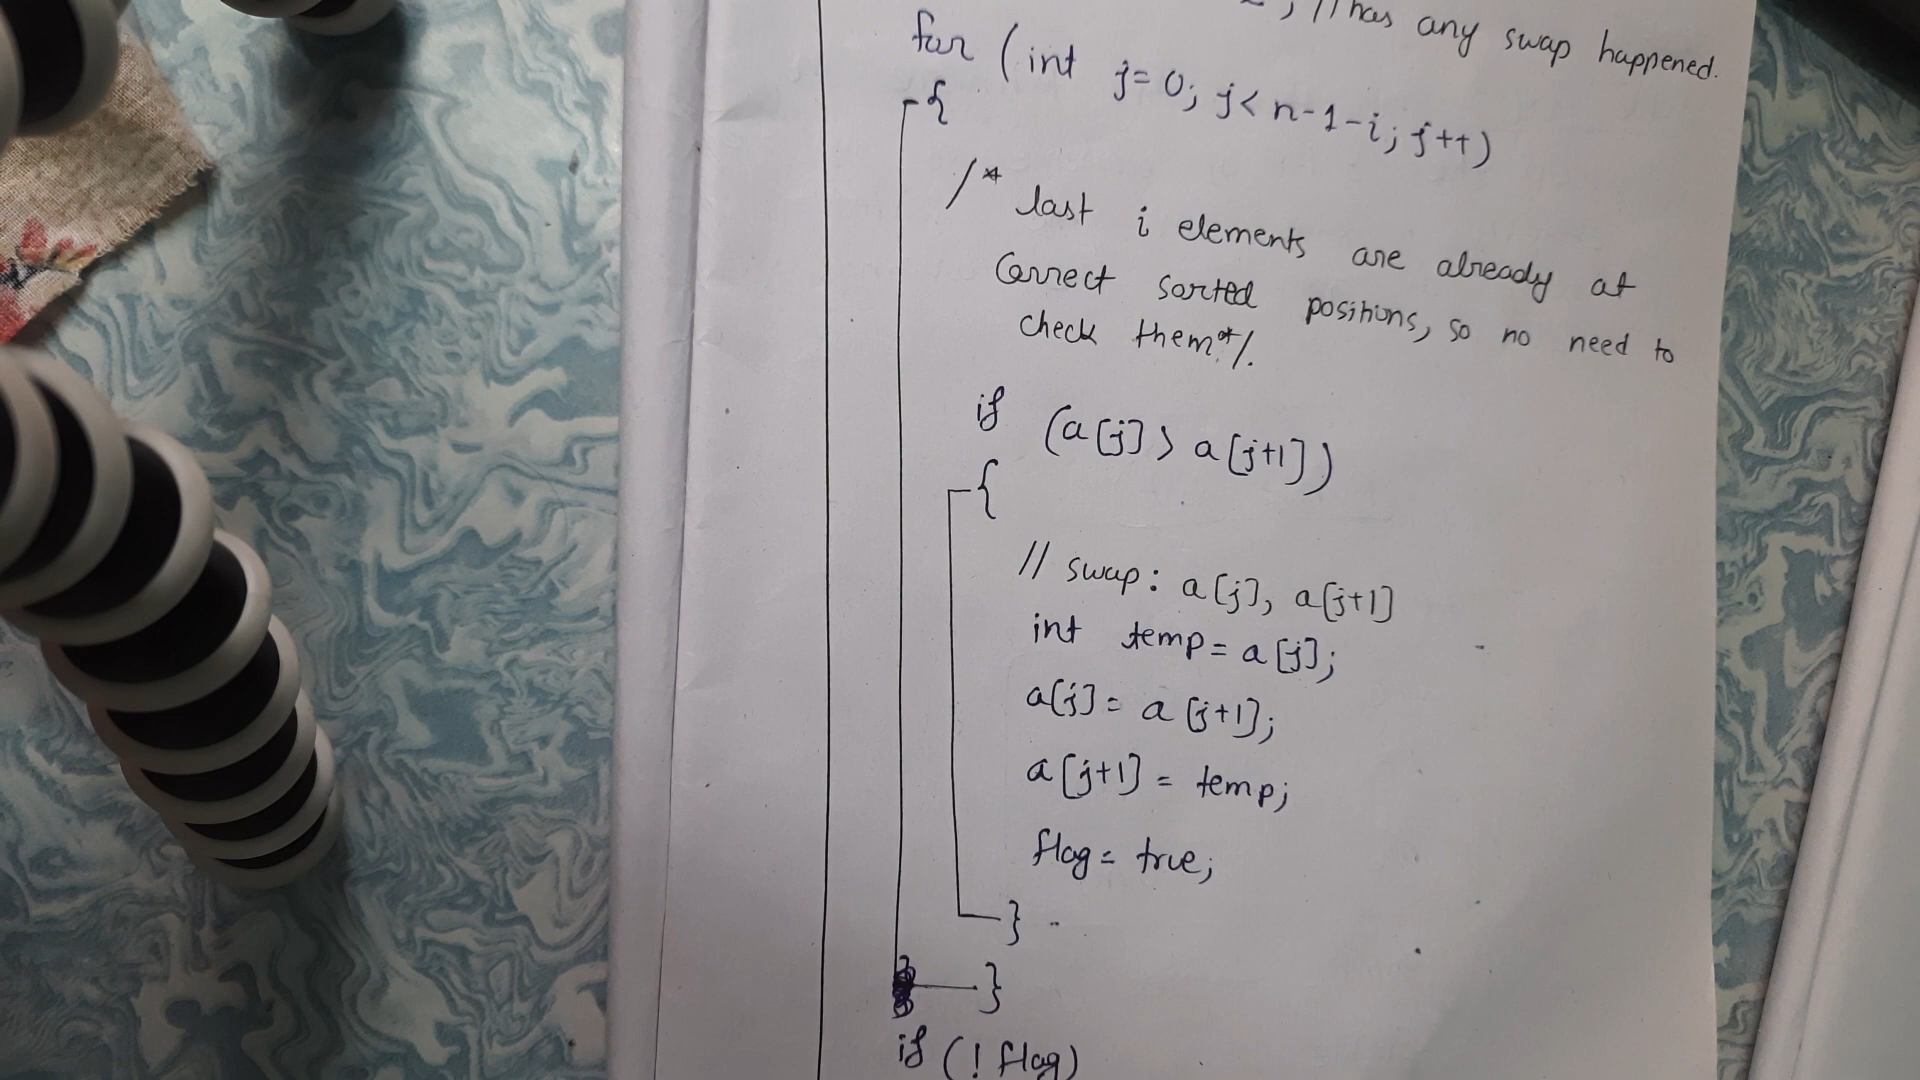 ; // has any swap happened.
for (int j=0; j<n-1-i; j++)
{
/* last i elements are already at
Correct sorted positions, so no need to
check them*/.
if (a[j] > a[j+1])
{
// swap: a[j], a[j+1]
int temp = a[j];
a[j] = a[j+1];
a[j+1] = temp;
flag = true;
}
}
if (! flag)